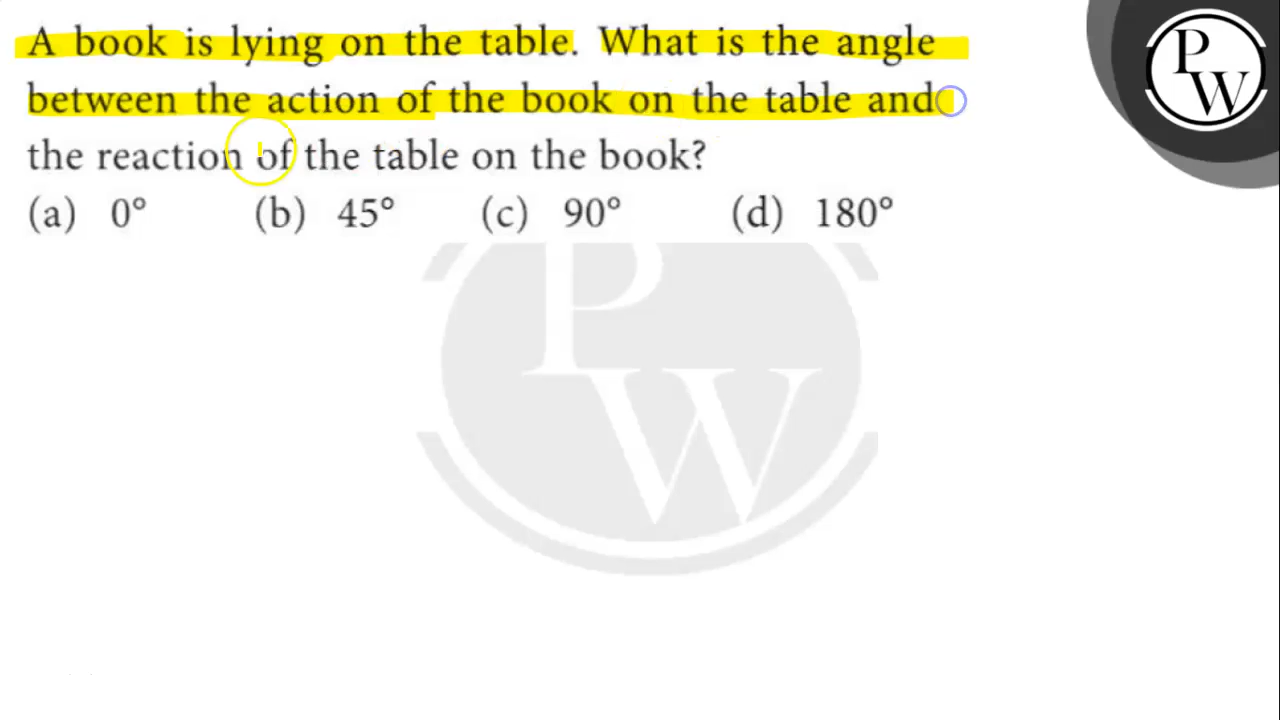 A book is lying on the table. What is the angle
between the action of the book on the table and
the reaction of the table on the book?
(a) 0° (b) 45° (c) 90° (d) 180°
P
W
P
W